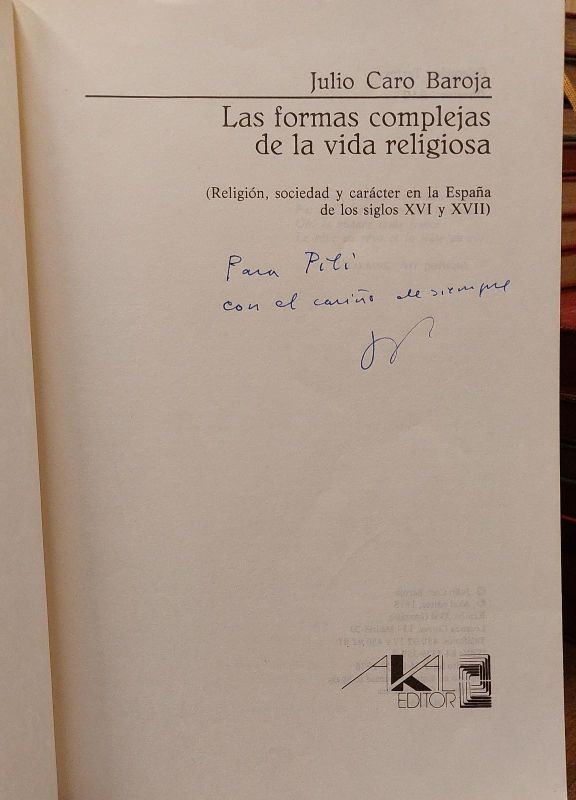 Julio Caro Baroja
Las formas complejas
de la vida religiosa
(Religión, sociedad y carácter en la España
de los siglos XVI y XVII)
Para Pili
con el cariño de siempre
AKAL
EDITOR